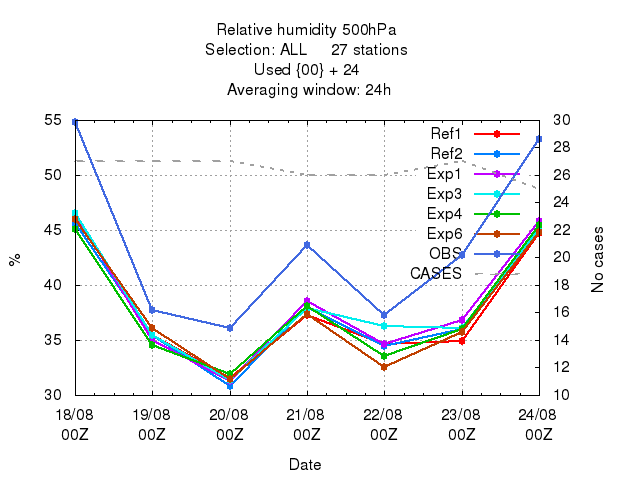 Relative humidity 500hPa
Selection: ALL 27 stations
Used {00} + 24
Averaging window: 24h
55
50
45
40
35
30
%
30
28
26
24
22
20
18
16
14
12
10
No cases
Ref1
Ref2
Exp1
Exp3
Exp4
Exp6
OBS
CASES
18/08 19/08 20/08 21/08 22/08 23/08 24/08
00Z 00Z 00Z 00Z 00Z 00Z 00Z
Date